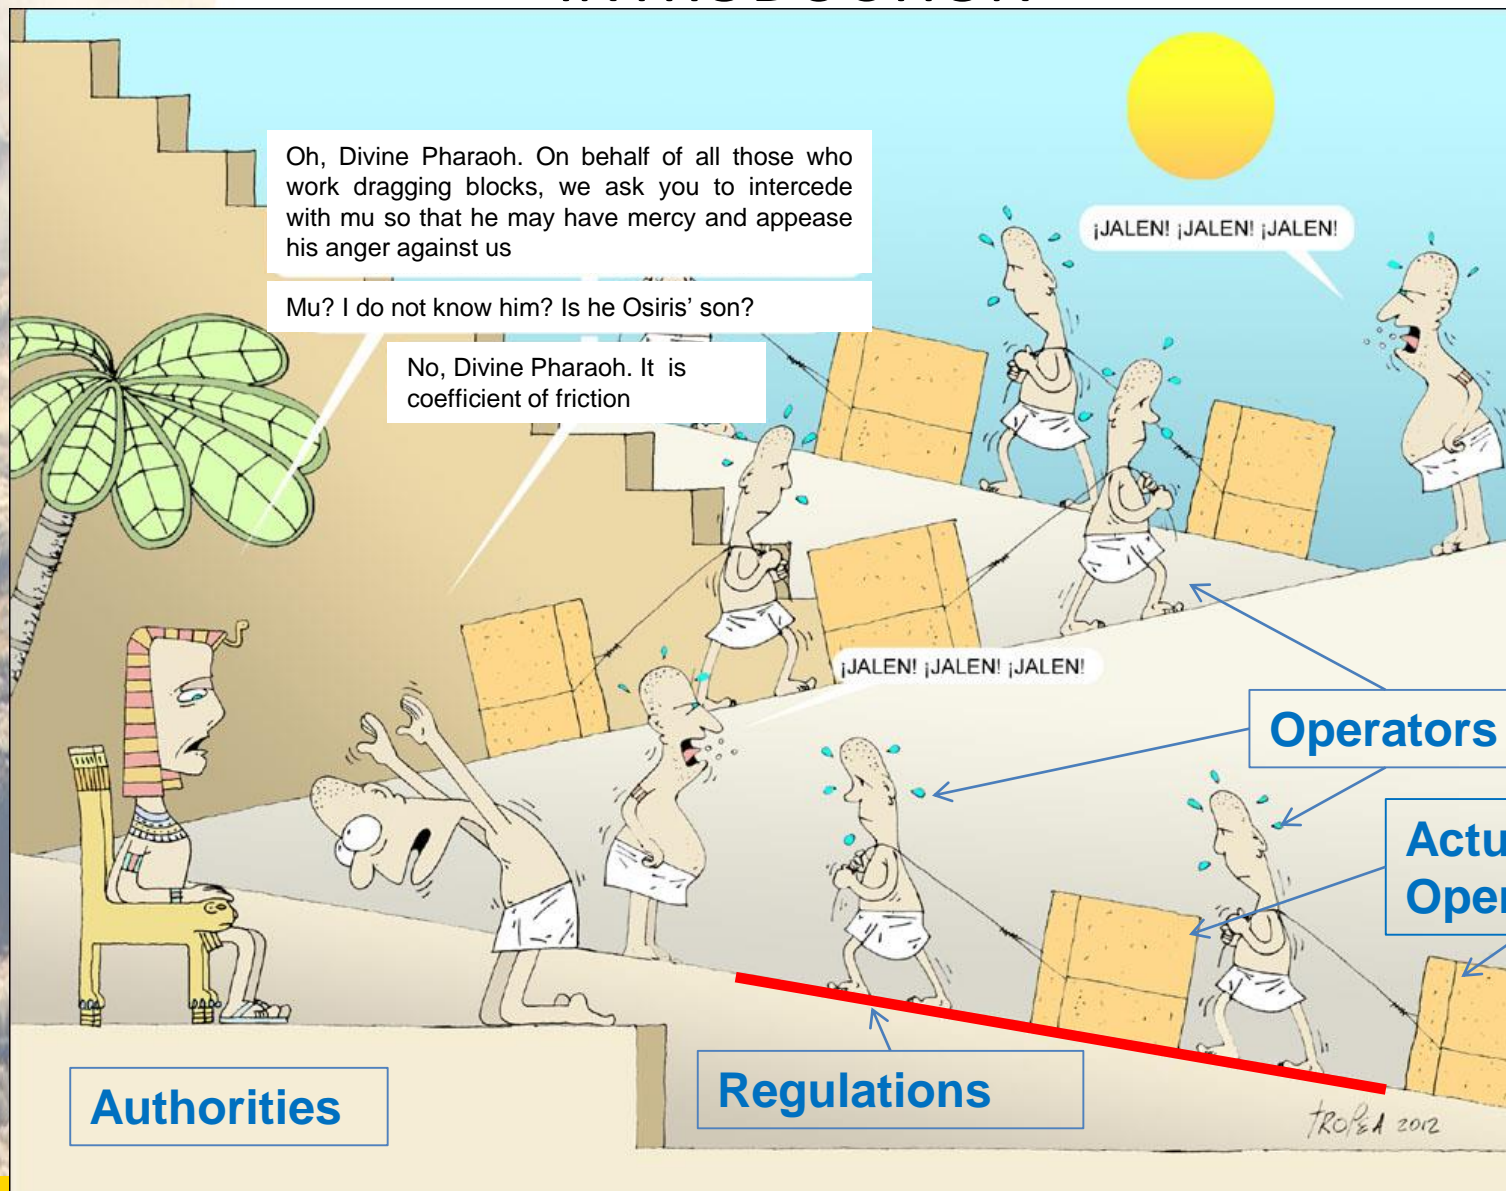 INTRODUCTION
Oh, Divine Pharaoh. On behalf of all those who
work dragging blocks, we ask you to intercede
with mu so that he may have mercy and appease
his anger against us
¡JALEN! ¡JALEN! ¡JALEN!
Mu? I do not know him? Is he Osiris’ son?
No, Divine Pharaoh. It is
coefficient of friction
¡JALEN! ¡JALEN! ¡JALEN!
Operators
Actu
Oper
Regulations
Authorities
TROPEA 2012